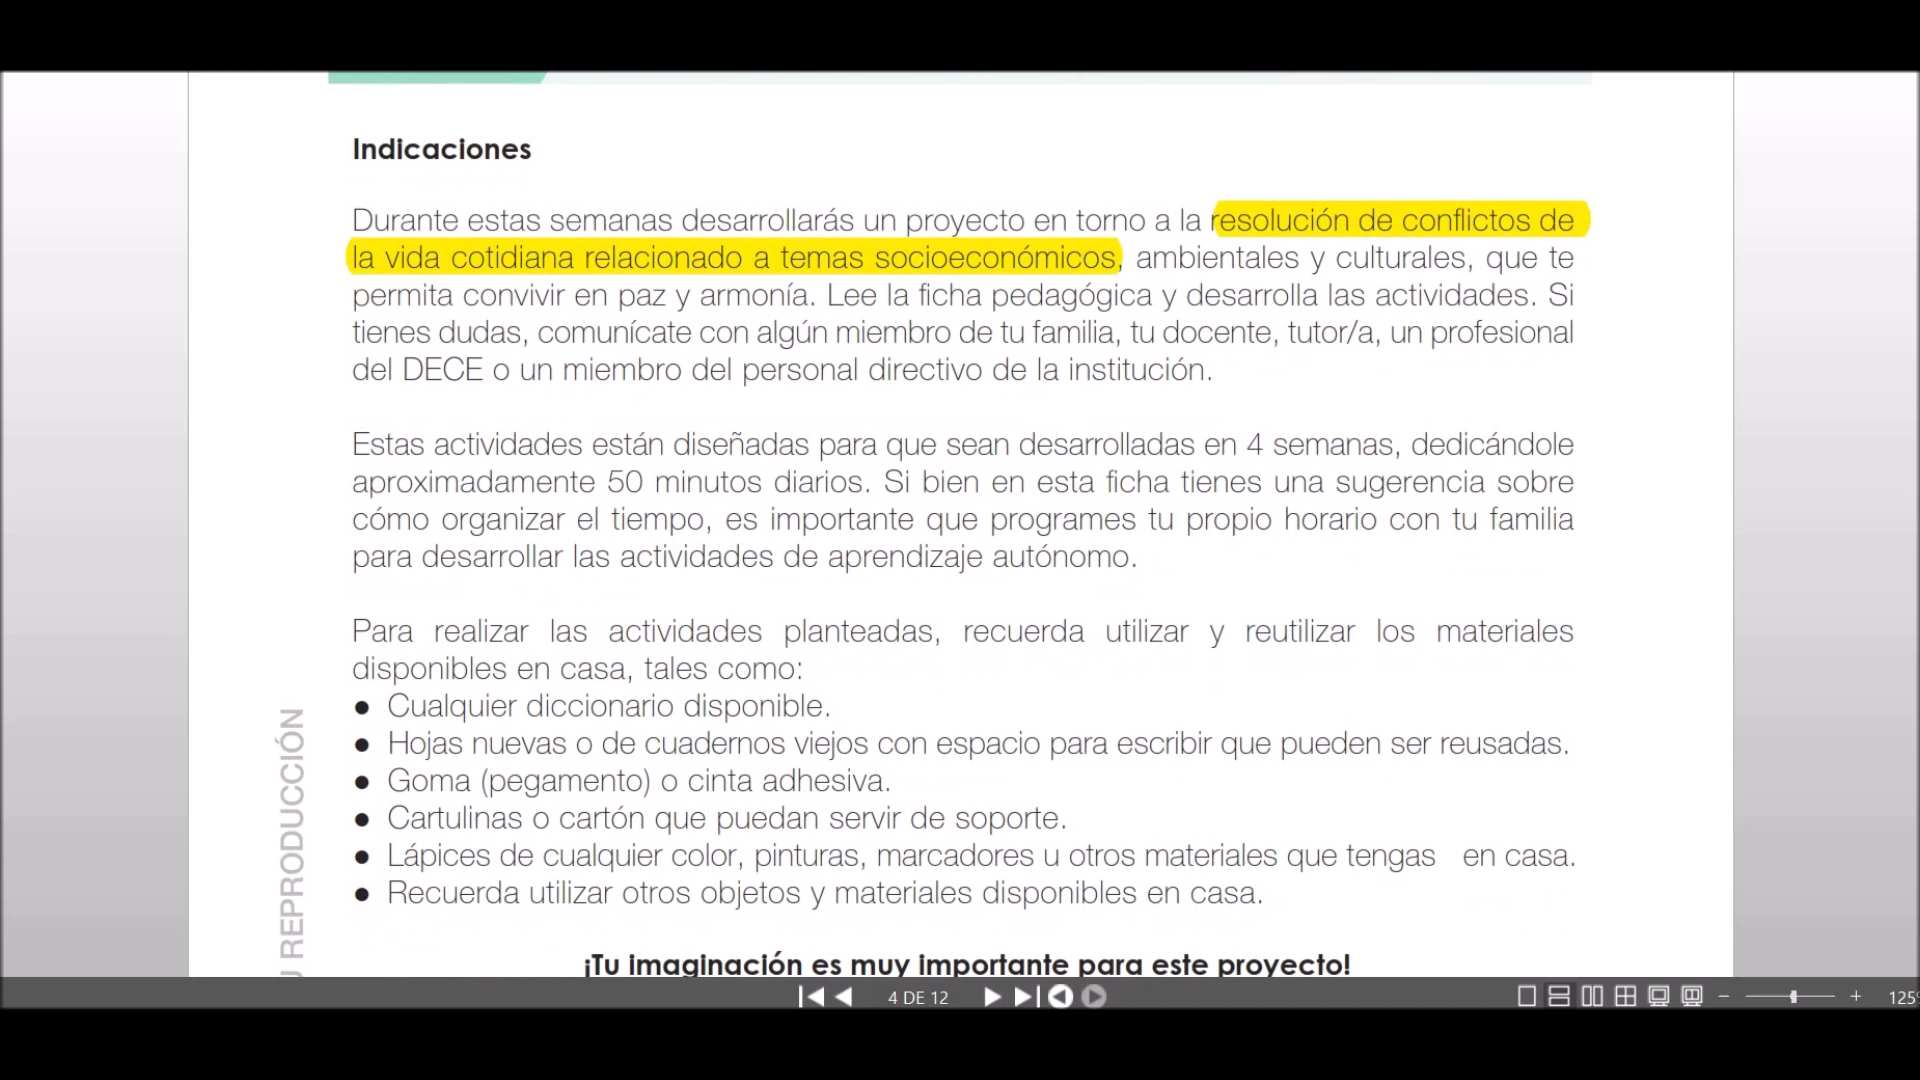 Indicaciones
Durante estas semanas desarrollarás un proyecto en torno a la resolución de conflictos de
la vida cotidiana relacionado a temas socioeconómicos, ambientales y culturales, que te
permita convivir en paz y armonía. Lee la ficha pedagógica y desarrolla las actividades. Si
tienes dudas, comunícate con algún miembro de tu familia, tu docente, tutor/a, un profesional
del DECE o un miembro del personal directivo de la institución.
Estas actividades están diseñadas para que sean desarrolladas en 4 semanas, dedicándole
aproximadamente 50 minutos diarios. Si bien en esta ficha tienes una sugerencia sobre
cómo organizar el tiempo, es importante que programes tu propio horario con tu familia
para desarrollar las actividades de aprendizaje autónomo.
Para realizar las actividades planteadas, recuerda utilizar y reutilizar los materiales
disponibles en casa, tales como:
● Cualquier diccionario disponible.
● Hojas nuevas o de cuadernos viejos con espacio para escribir que pueden ser reusadas.
● Goma (pegamento) o cinta adhesiva.
● Cartulinas o cartón que puedan servir de soporte.
● Lápices de cualquier color, pinturas, marcadores u otros materiales que tengas en casa.
● Recuerda utilizar otros objetos y materiales disponibles en casa.
¡Tu imaginación es muy importante para este proyecto!
REPRODUCCIÓN
4 DE 12
125